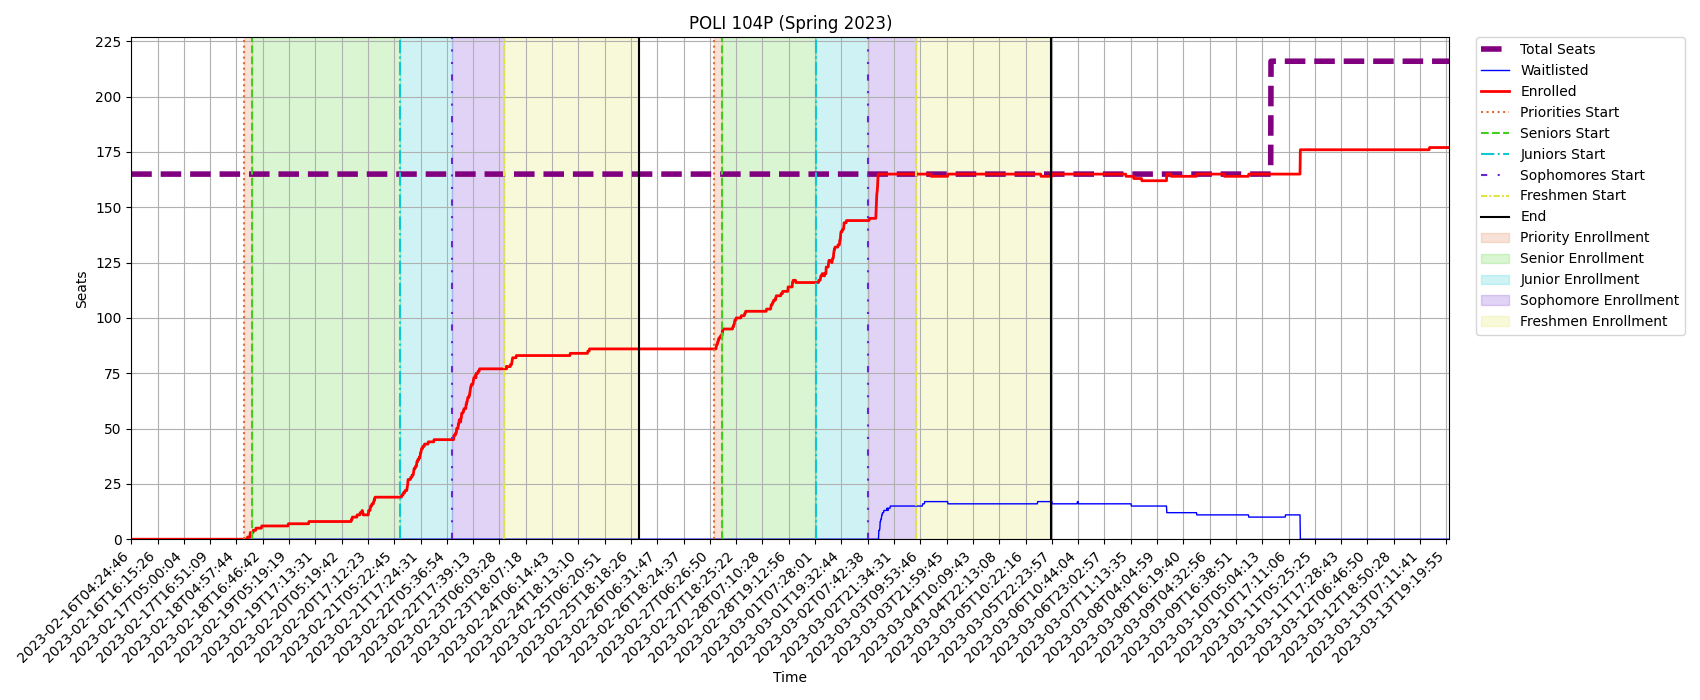 POLI 104P (Spring 2023)
Seats
225
200
175
150
125
100
75
50
25
0
2023-02-16T04:24:46
2023-02-16T16:15:26
2023-02-17T05:00:04
2023-02-17T16:51:09
2023-02-18T04:57:44
2023-02-18T16:46:42
2023-02-19T05:19:19
2023-02-19T17:13:31
2023-02-20T05:19:42
2023-02-20T17:12:23
2023-02-21T05:22:45
2023-02-21T17:24:31
2023-02-22T05:36:54
2023-02-22T17:39:13
2023-02-23T06:03:28
2023-02-23T18:07:18
2023-02-24T06:14:43
2023-02-24T18:13:10
2023-02-25T06:20:51
2023-02-25T18:18:26
2023-02-26T06:31:47
2023-02-26T18:24:37
2023-02-27T06:26:50
2023-02-27T18:25:22
2023-02-28T07:10:28
2023-02-28T19:12:56
2023-03-01T07:28:01
2023-03-01T19:32:44
2023-03-02T07:42:38
2023-03-02T21:34:31
2023-03-03T09:53:46
2023-03-03T21:59:45
2023-03-04T10:09:43
2023-03-04T22:13:08
2023-03-05T10:22:16
2023-03-05T22:23:57
2023-03-06T10:44:04
2023-03-06T23:02:57
2023-03-07T11:13:35
2023-03-08T04:04:59
2023-03-08T16:19:40
2023-03-09T04:32:56
2023-03-09T16:38:51
2023-03-10T05:04:13
2023-03-10T17:11:06
2023-03-11T05:25:25
2023-03-11T17:28:43
2023-03-12T06:46:50
2023-03-12T18:50:28
2023-03-13T07:11:41
2023-03-13T19:19:55
Time
Total Seats
Waitlisted
Enrolled
Priorities Start
Seniors Start
Juniors Start
Sophomores Start
Freshmen Start
End
Priority Enrollment
Senior Enrollment
Junior Enrollment
Sophomore Enrollment
Freshmen Enrollment